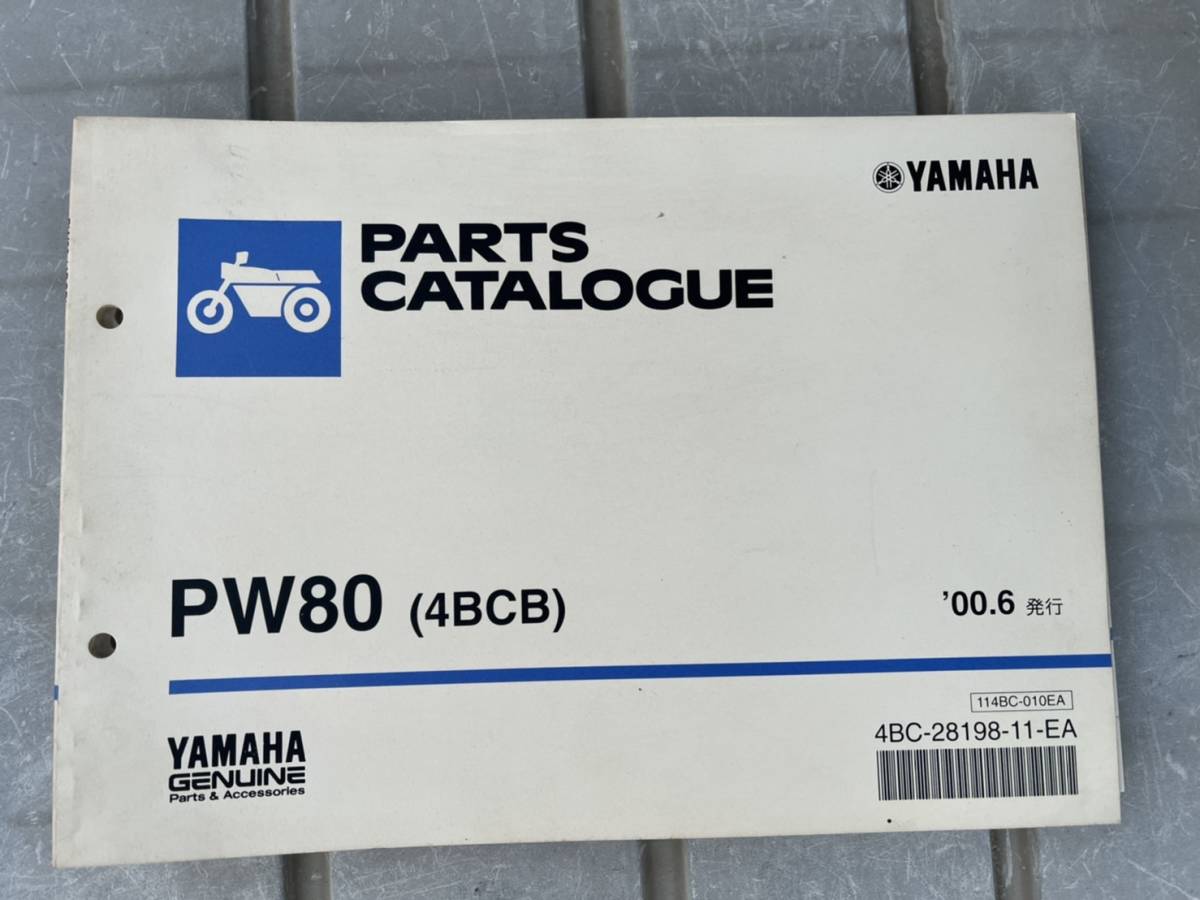 YAMAHA
PARTS
CATALOGUE
PW80 (4BCB)
'00.6 発行
114BC-010EA
4BC-28198-11-EA
YAMAHA
GENUINE
Parts & Accessories